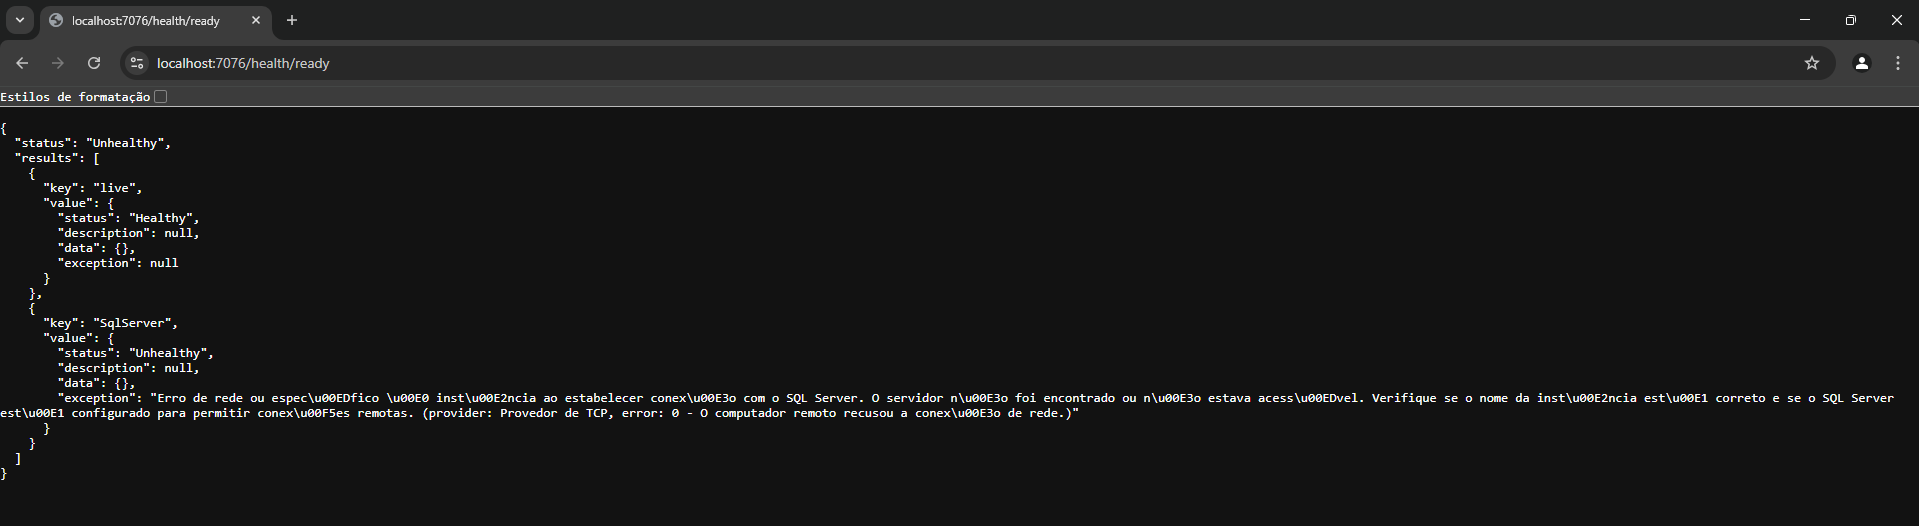 localhost:7076/health/ready
localhost:7076/health/ready
Estilos de formatação
{
  "status": "Unhealthy",
  "results": [
    {
      "key": "live",
      "value": {
        "status": "Healthy",
        "description": null,
        "data": {},
        "exception": null
      }
    },
    {
      "key": "SqlServer",
      "value": {
        "status": "Unhealthy",
        "description": null,
        "data": {},
        "exception": "Erro de rede ou espec\u00EDfico \u00E0 inst\u00E2ncia ao estabelecer conex\u00E3o com o SQL Server. O servidor n\u00E3o foi encontrado ou n\u00E3o estava acess\u00EDvel. Verifique se o nome da inst\u00E2ncia est\u00E1 correto e se o SQL Server
est\u00E1 configurado para permitir conex\u00F5es remotas. (provider: Provedor de TCP, error: 0 - O computador remoto recusou a conex\u00E3o de rede.)"
      }
    }
  ]
}